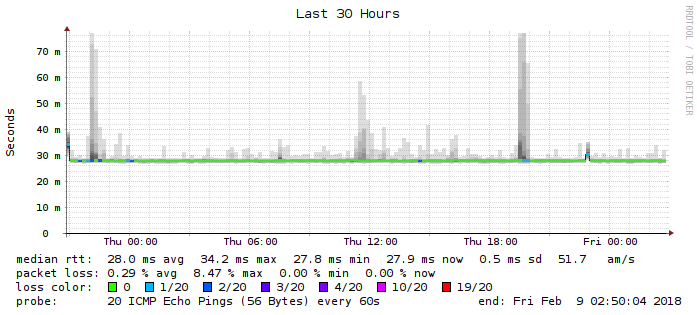 Last 30 Hours
RRDTOOL / TOBI OETIKER
Seconds
70 m
60 m
50 m
40 m
30 m
20 m
10 m
0
Thu 00:00 Thu 06:00 Thu 12:00 Thu 18:00 Fri 00:00
median rtt: 28.0 ms avg 34.2 ms max 27.8 ms min 27.9 ms now 0.5 ms sd 51.7 am/s
packet loss: 0.29 % avg 8.47 % max 0.00 % min 0.00 % now
loss color: 0 1/20 2/20 3/20 4/20 10/20 19/20
probe: 20 ICMP Echo Pings (56 Bytes) every 60s end: Fri Feb 9 02:50:04 2018